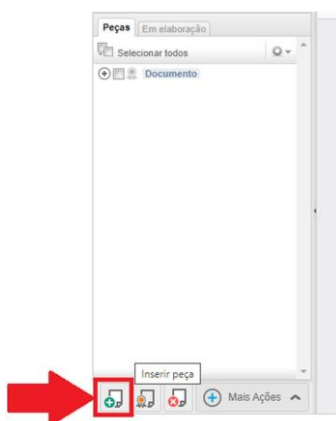 Peças Em elaboração
Selecionar todos
Documento
Inserir peça
Mais Ações